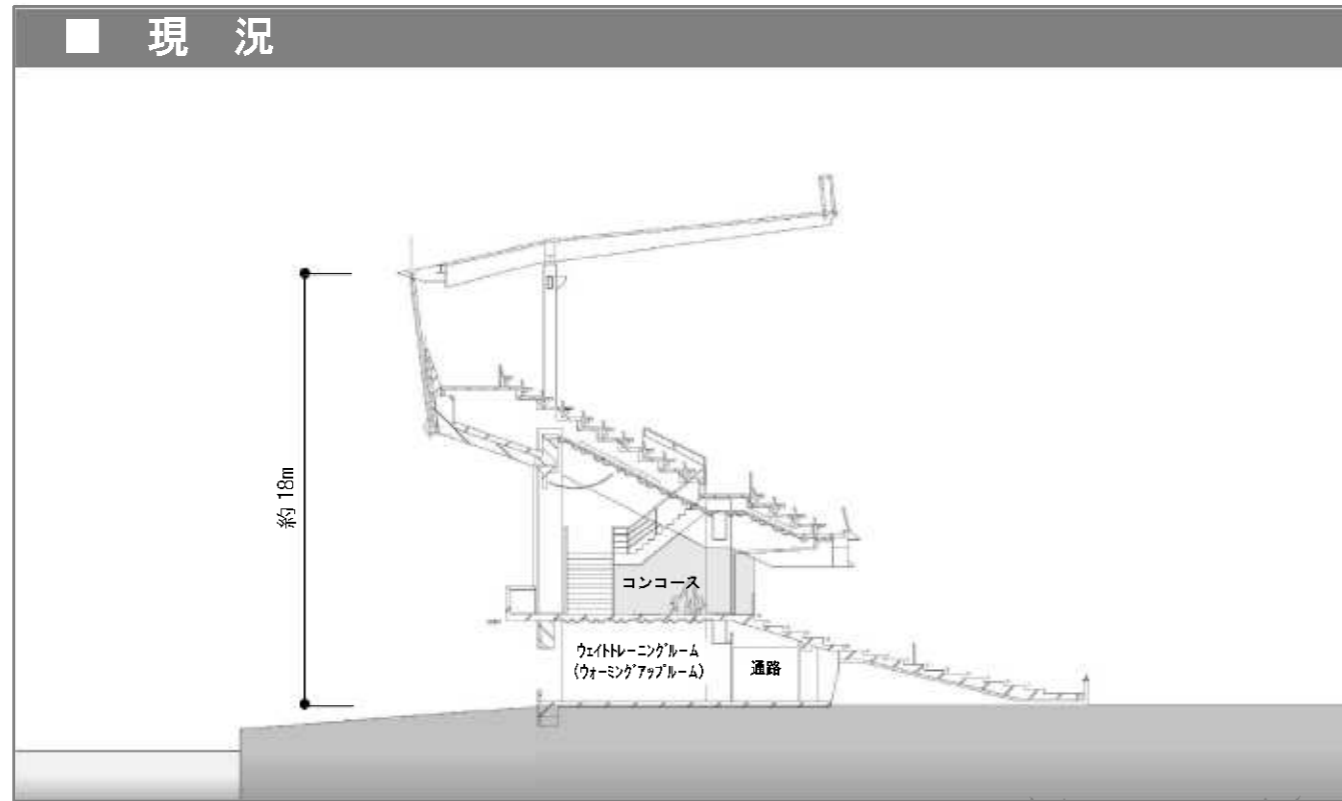 ■ 現 況
約 18m
コンコース
ウェイトトレーニングルーム
(ウォーミングアップルーム)
通路